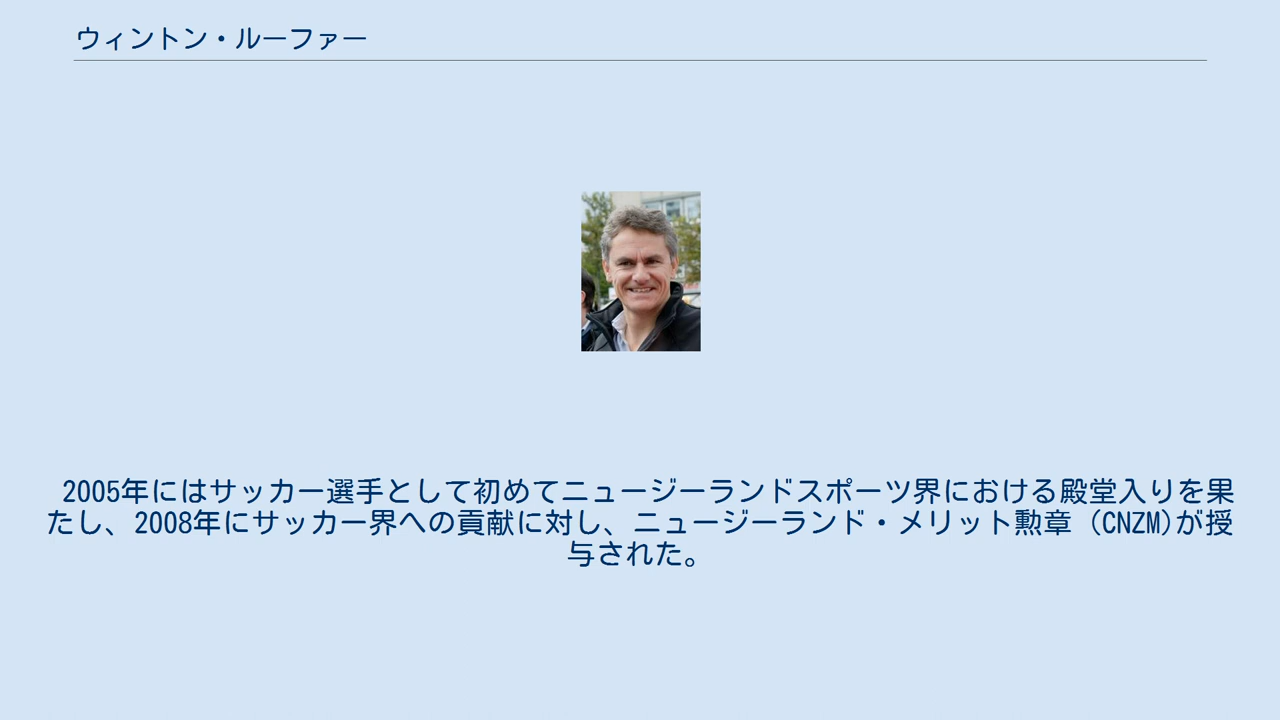 ウィントン・ルーファー
2005年にはサッカー選手として初めてニュージーランドスポーツ界における殿堂入りを果
たし、2008年にサッカー界への貢献に対し、ニュージーランド・メリット勲章 (CNZM)が授
与された。